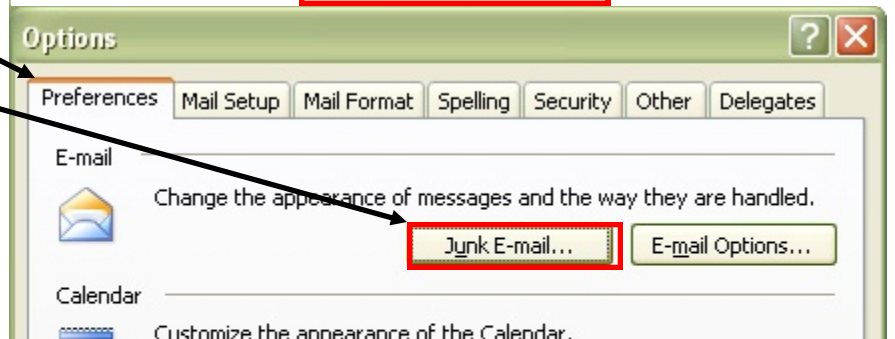 Options
Preferences Mail Setup Mail Format Spelling Security Other Delegates
E-mail
Change the appearance of messages and the way they are handled.
Junk E-mail... E-mail Options...
Calendar
Customize the appearance of the Calendar.